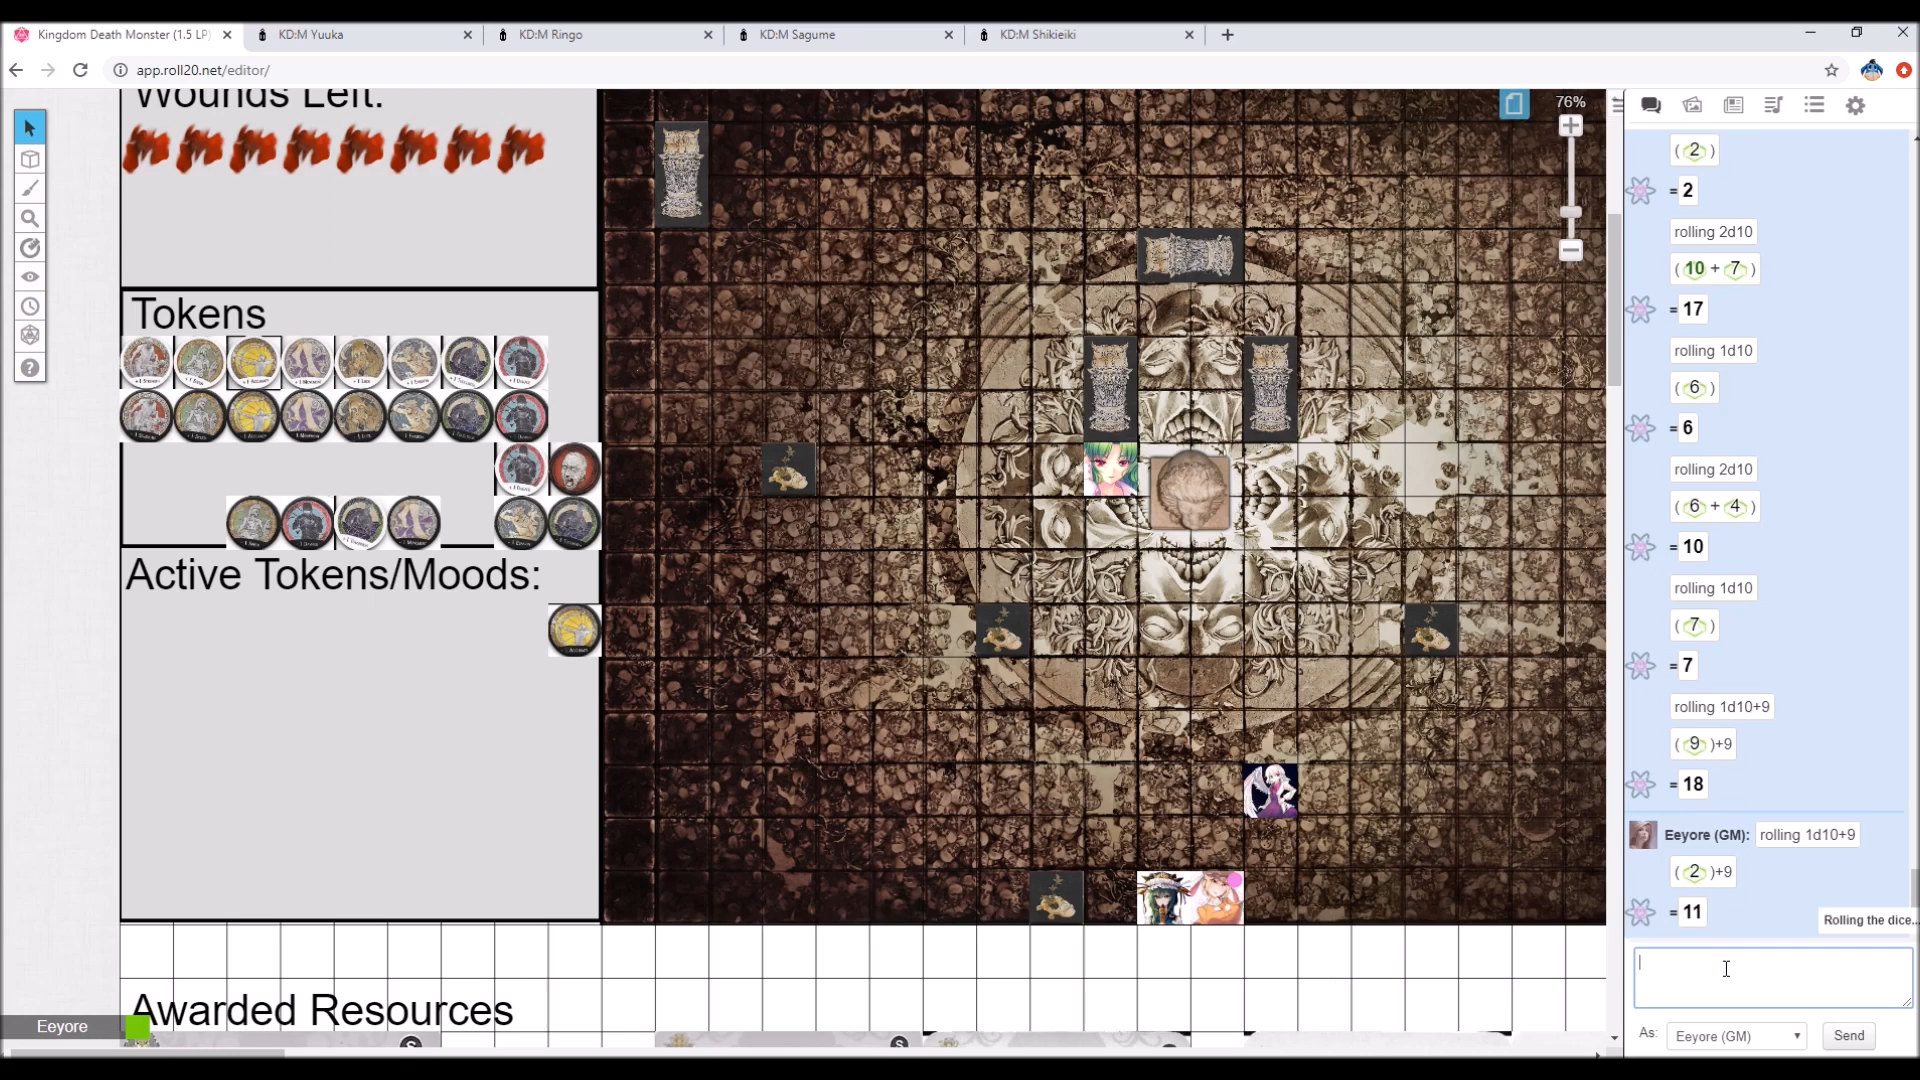 Kingdom Death Monster (1.5 LP)
KD:M Yuuka
KD:M Ringo
KD:M Sagume
KD:M Shikieiki
app.roll20.net/editor/
Wounds Left:
76%
Tokens
Active Tokens/Moods:
Awarded Resources
Eeyore
( 2 )
= 2
rolling 2d10
( 10 + 7 )
= 17
rolling 1d10
( 6 )
= 6
rolling 2d10
( 6 + 4 )
= 10
rolling 1d10
( 7 )
= 7
rolling 1d10+9
( 9 )+9
= 18
Eeyore (GM): rolling 1d10+9
( 2 )+9
= 11
Rolling the dice...
As: Eeyore (GM) Send
S
S